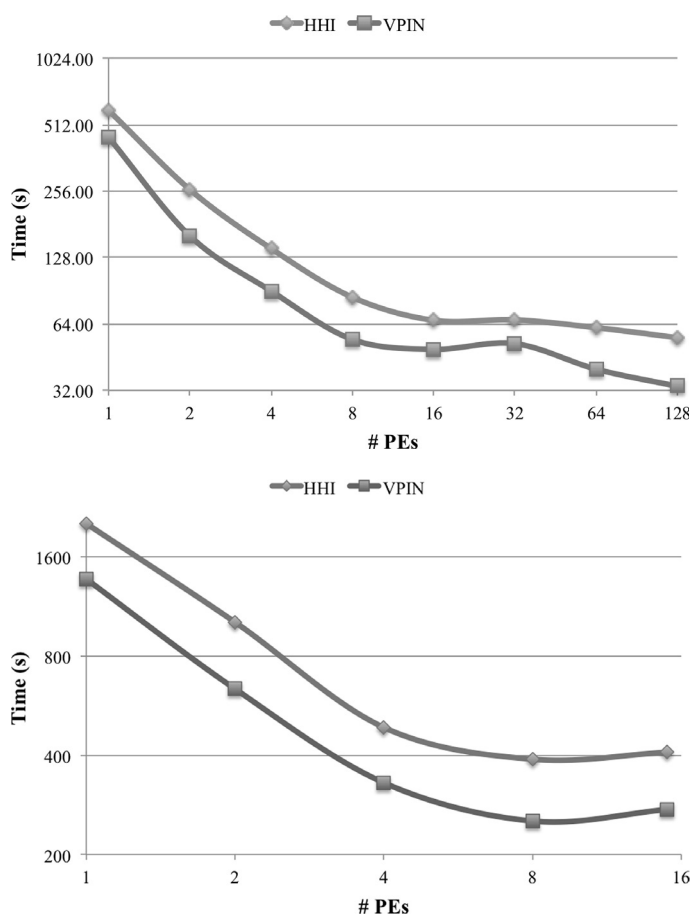 HHI VPIN
1024.00
512.00
256.00
128.00
64.00
32.00
Time (s)
1 2 4 8 16 32 64 128
# PEs
HHI VPIN
1600
800
400
200
Time (s)
1 2 4 8 16
# PEs